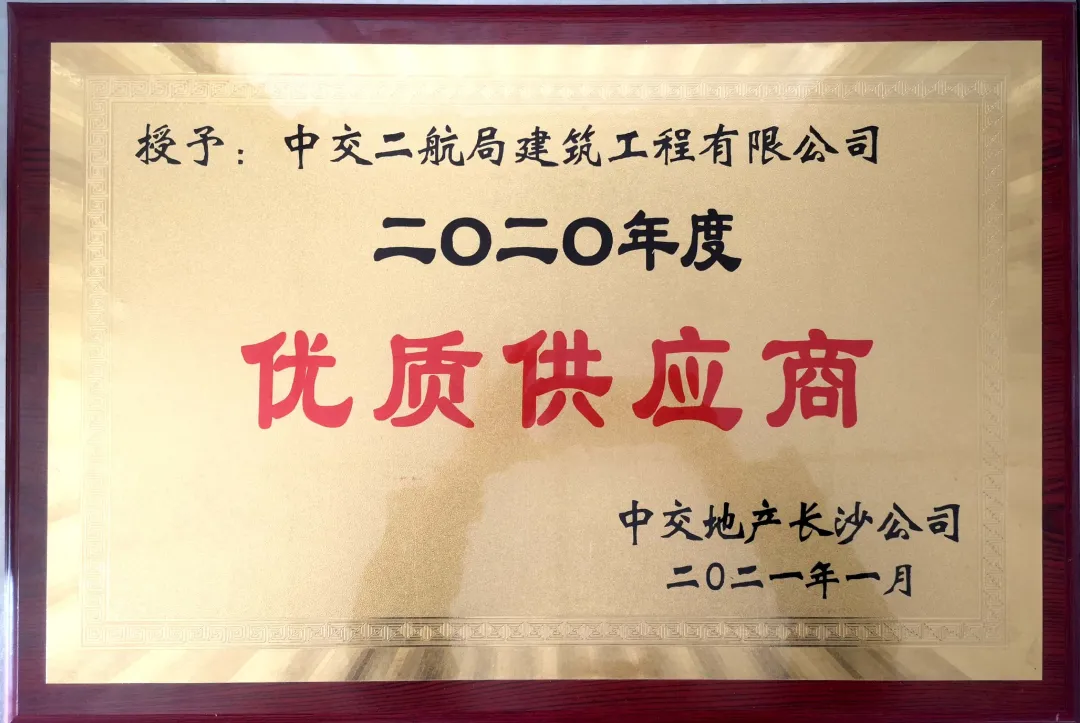 授予：中交二航局建筑工程有限公司
二〇二〇年度
优质供应商
中交地产长沙公司
二〇二一年一月